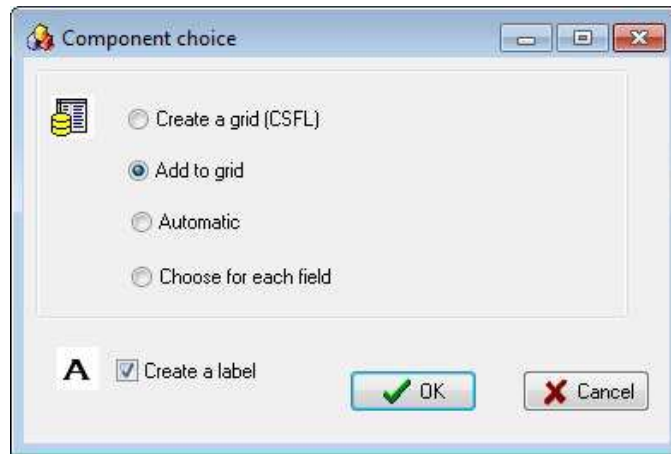 Component choice
Create a grid (CSFL)
Add to grid
Automatic
Choose for each field
A
Create a label
OK
Cancel